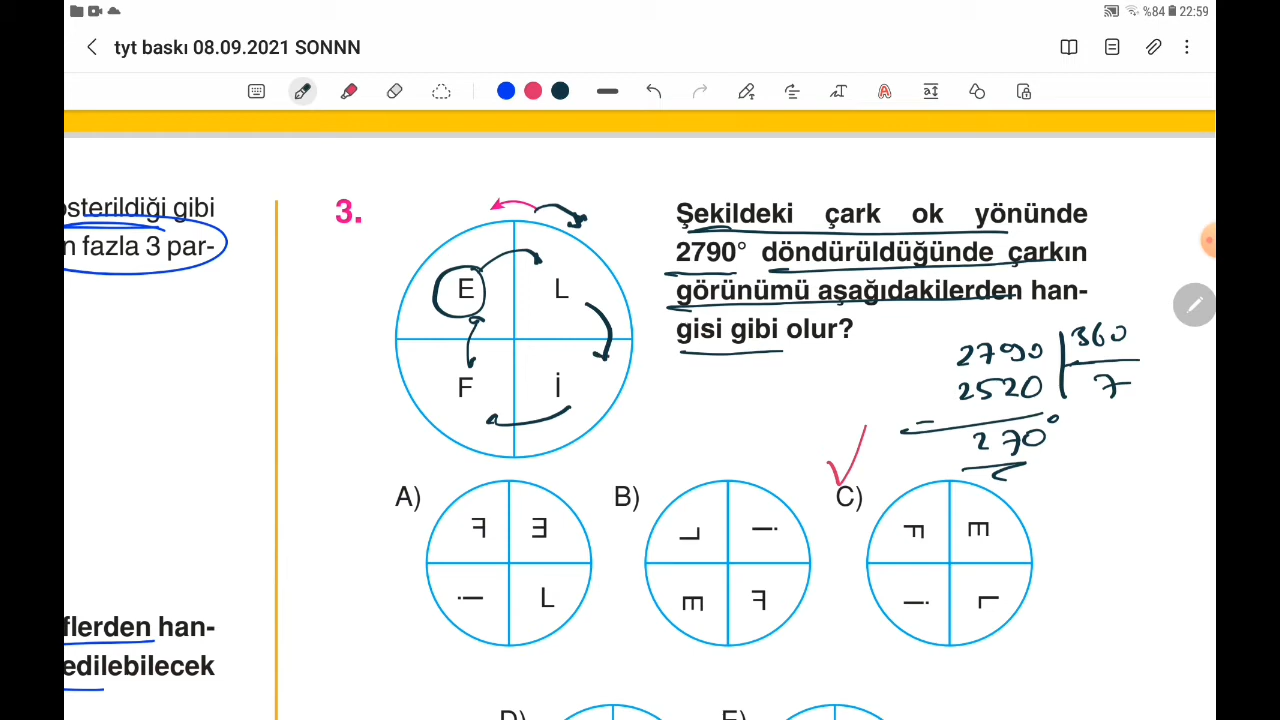 %84 22:59
tyt baskı 08.09.2021 SONNN
österildiği gibi
n fazla 3 par-
flerden han-
edilebilecek
3.
E L
F İ
Şekildeki çark ok yönünde
2790° döndürüldüğünde çarkın
görünümü aşağıdakilerden han-
gisi gibi olur?
2790 360
2520 7
-
270°
A)
F E
İ L
B)
L İ
E F
C)
F E
İ L
D) E)